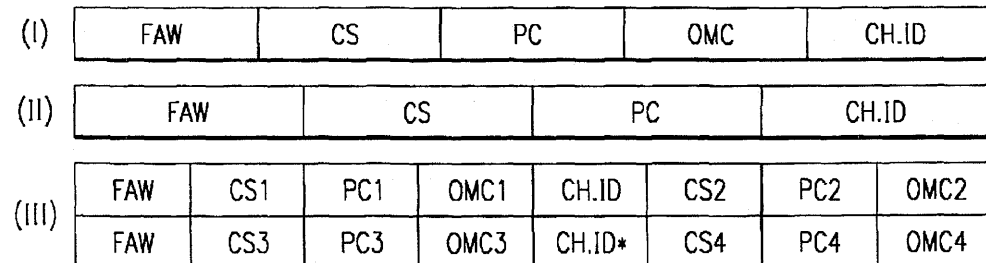 (I) FAW CS PC OMC CH.ID
(II) FAW CS PC CH.ID
(III) FAW CS1 PC1 OMC1 CH.ID CS2 PC2 OMC2
FAW CS3 PC3 OMC3 CH.ID* CS4 PC4 OMC4